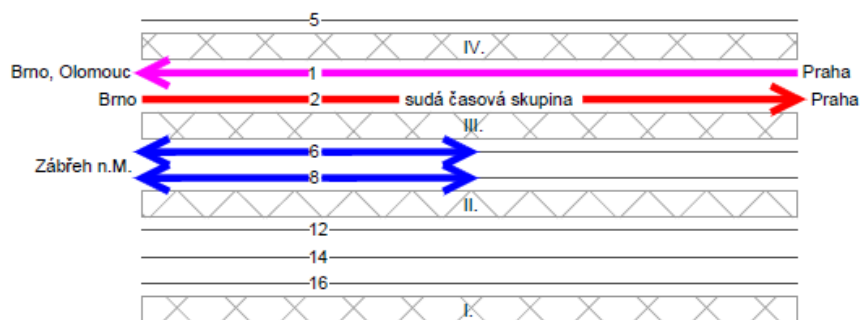 5
IV.
Brno, Olomouc 1 Praha
Brno 2 sudá časová skupina Praha
III.
6
Zábřeh n.M.
8
II.
12
14
16
I.